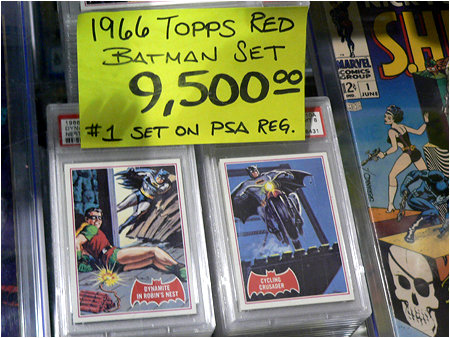 1966 TOPPS RED
BATMAN SET
9,500.00
#1 SET ON PSA REG.
1966
DYNAMITE
IN ROBIN'S NEST
CYCLING
CRUSADER
MARVEL
COMICS
GROUP
12¢
1
JUNE
S.H.